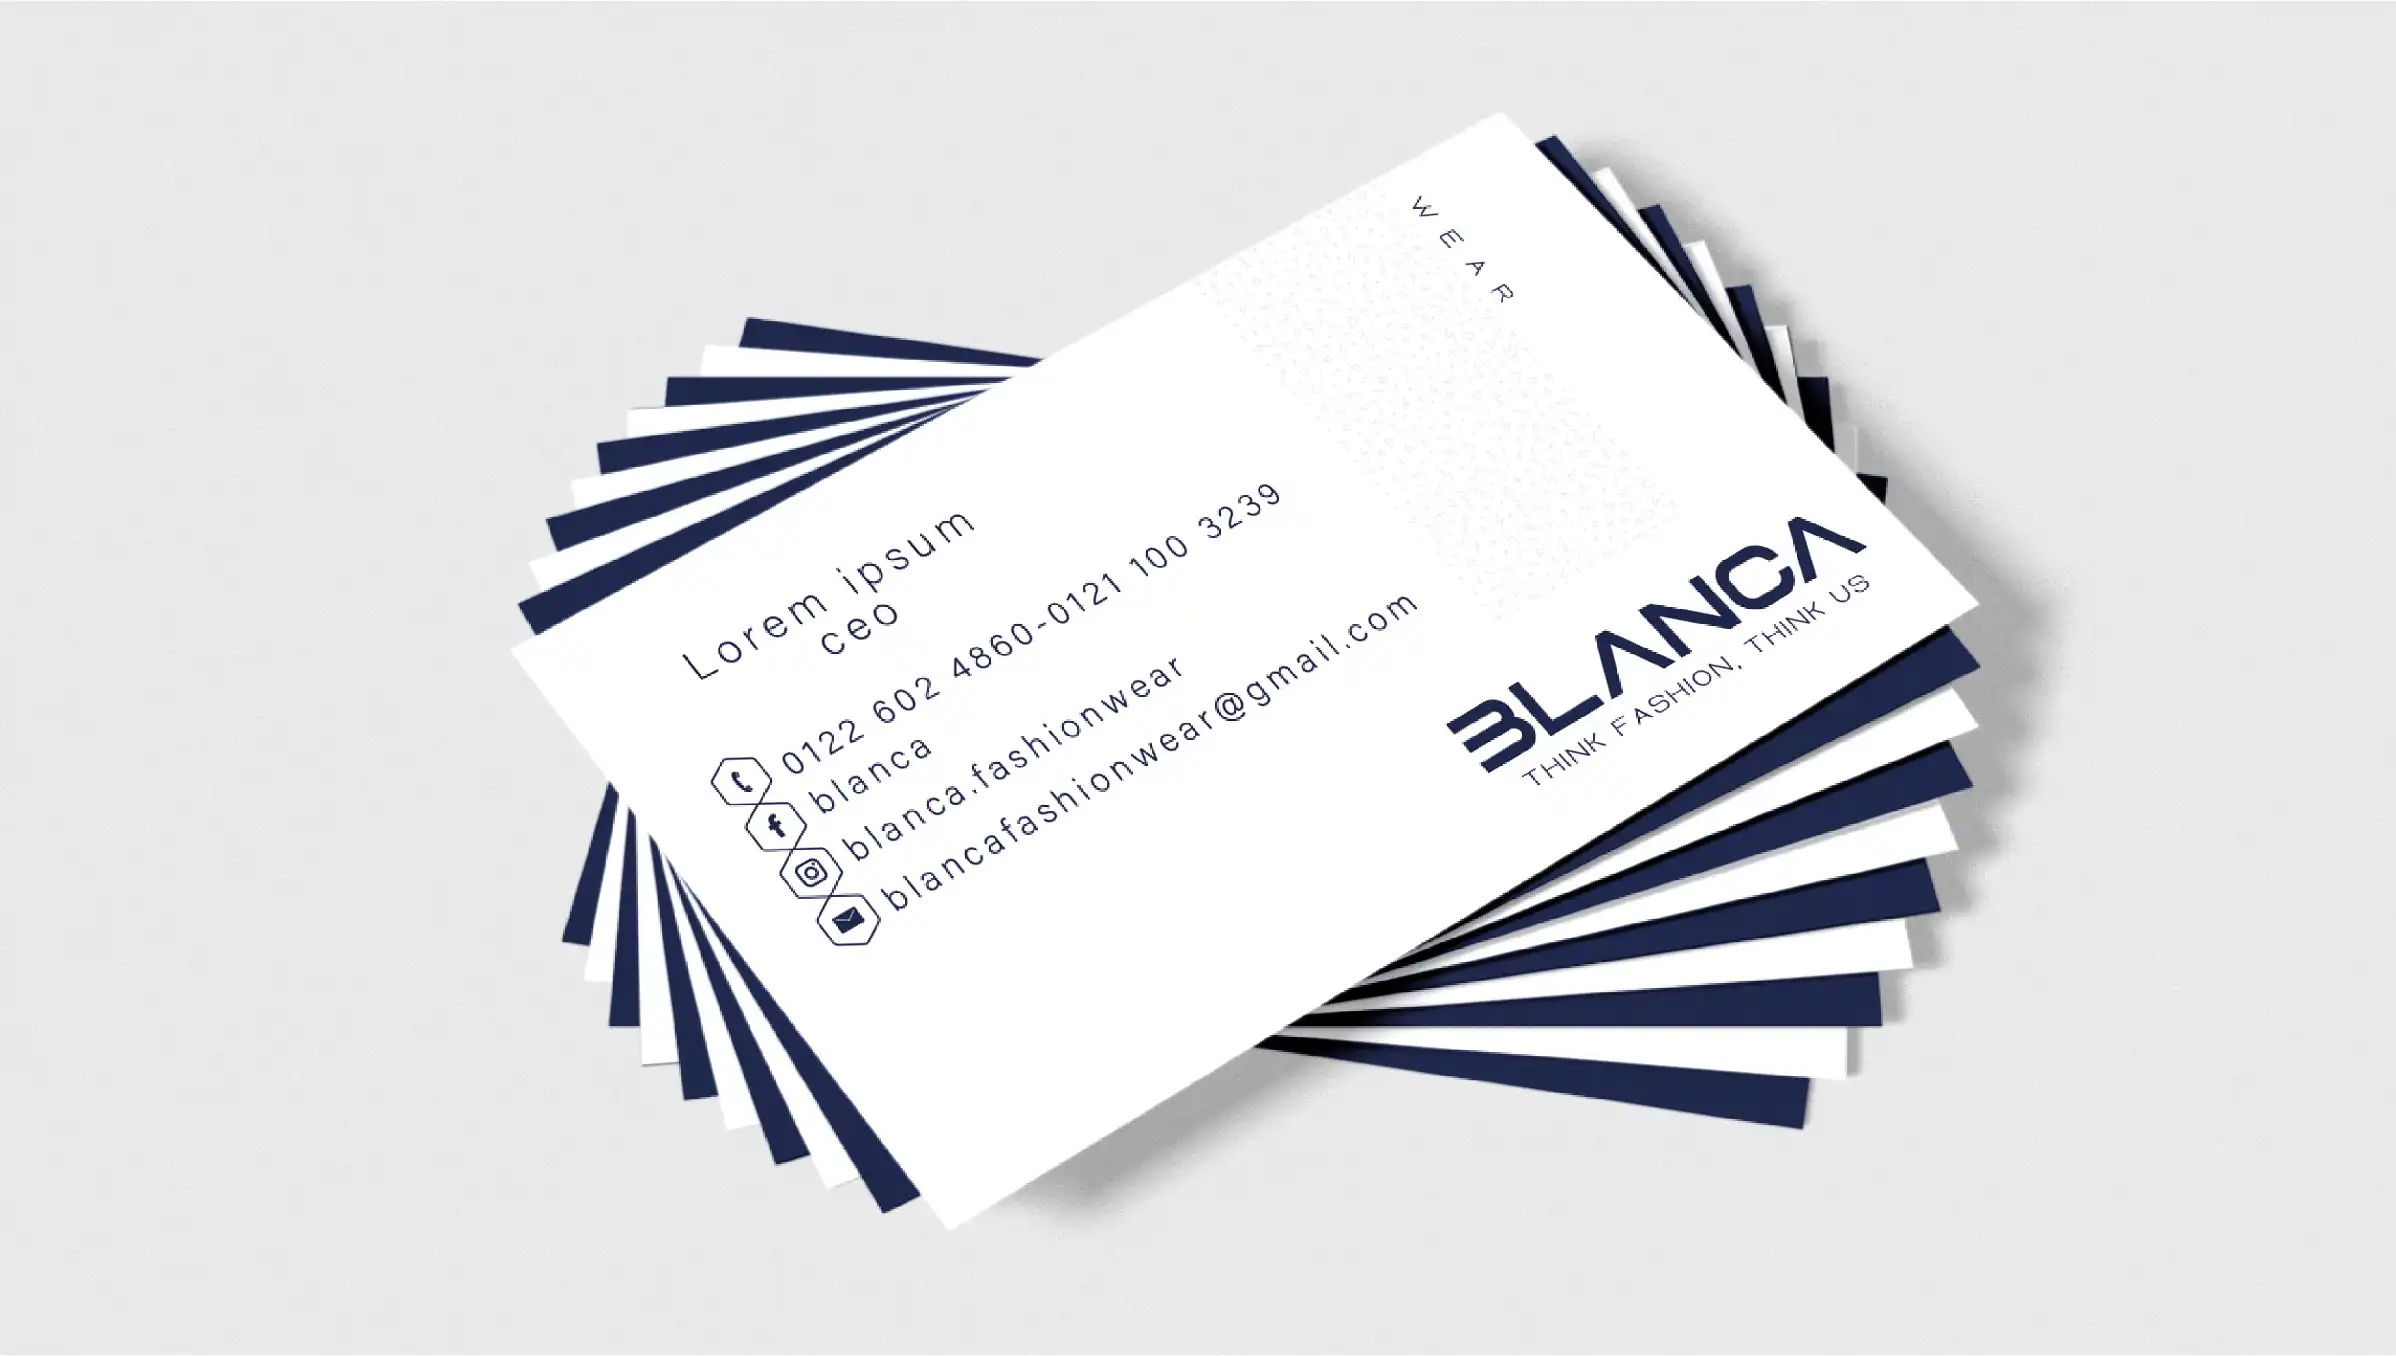 WEAR
Lorem ipsum
ceo
0122 602 4860-0121 100 3239
blanca
blanca.fashionwear
blancafashionwear@gmail.com
BLANCA
THINK FASHION, THINK US